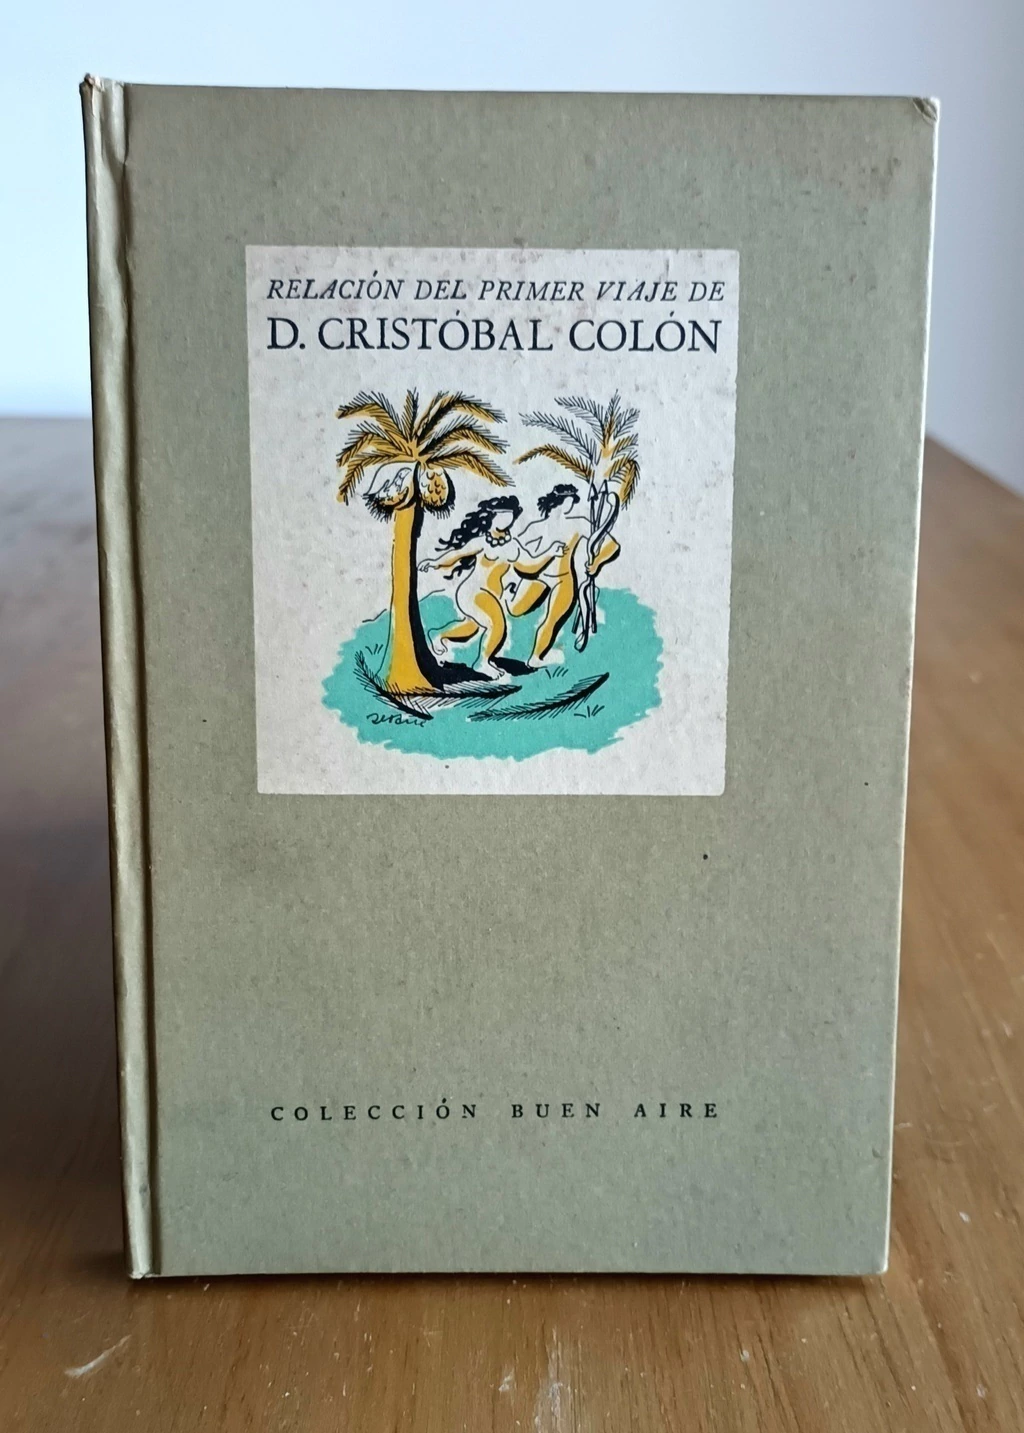 RELACIÓN DEL PRIMER VIAJE DE
D. CRISTÓBAL COLÓN
COLECCIÓN BUEN AIRE